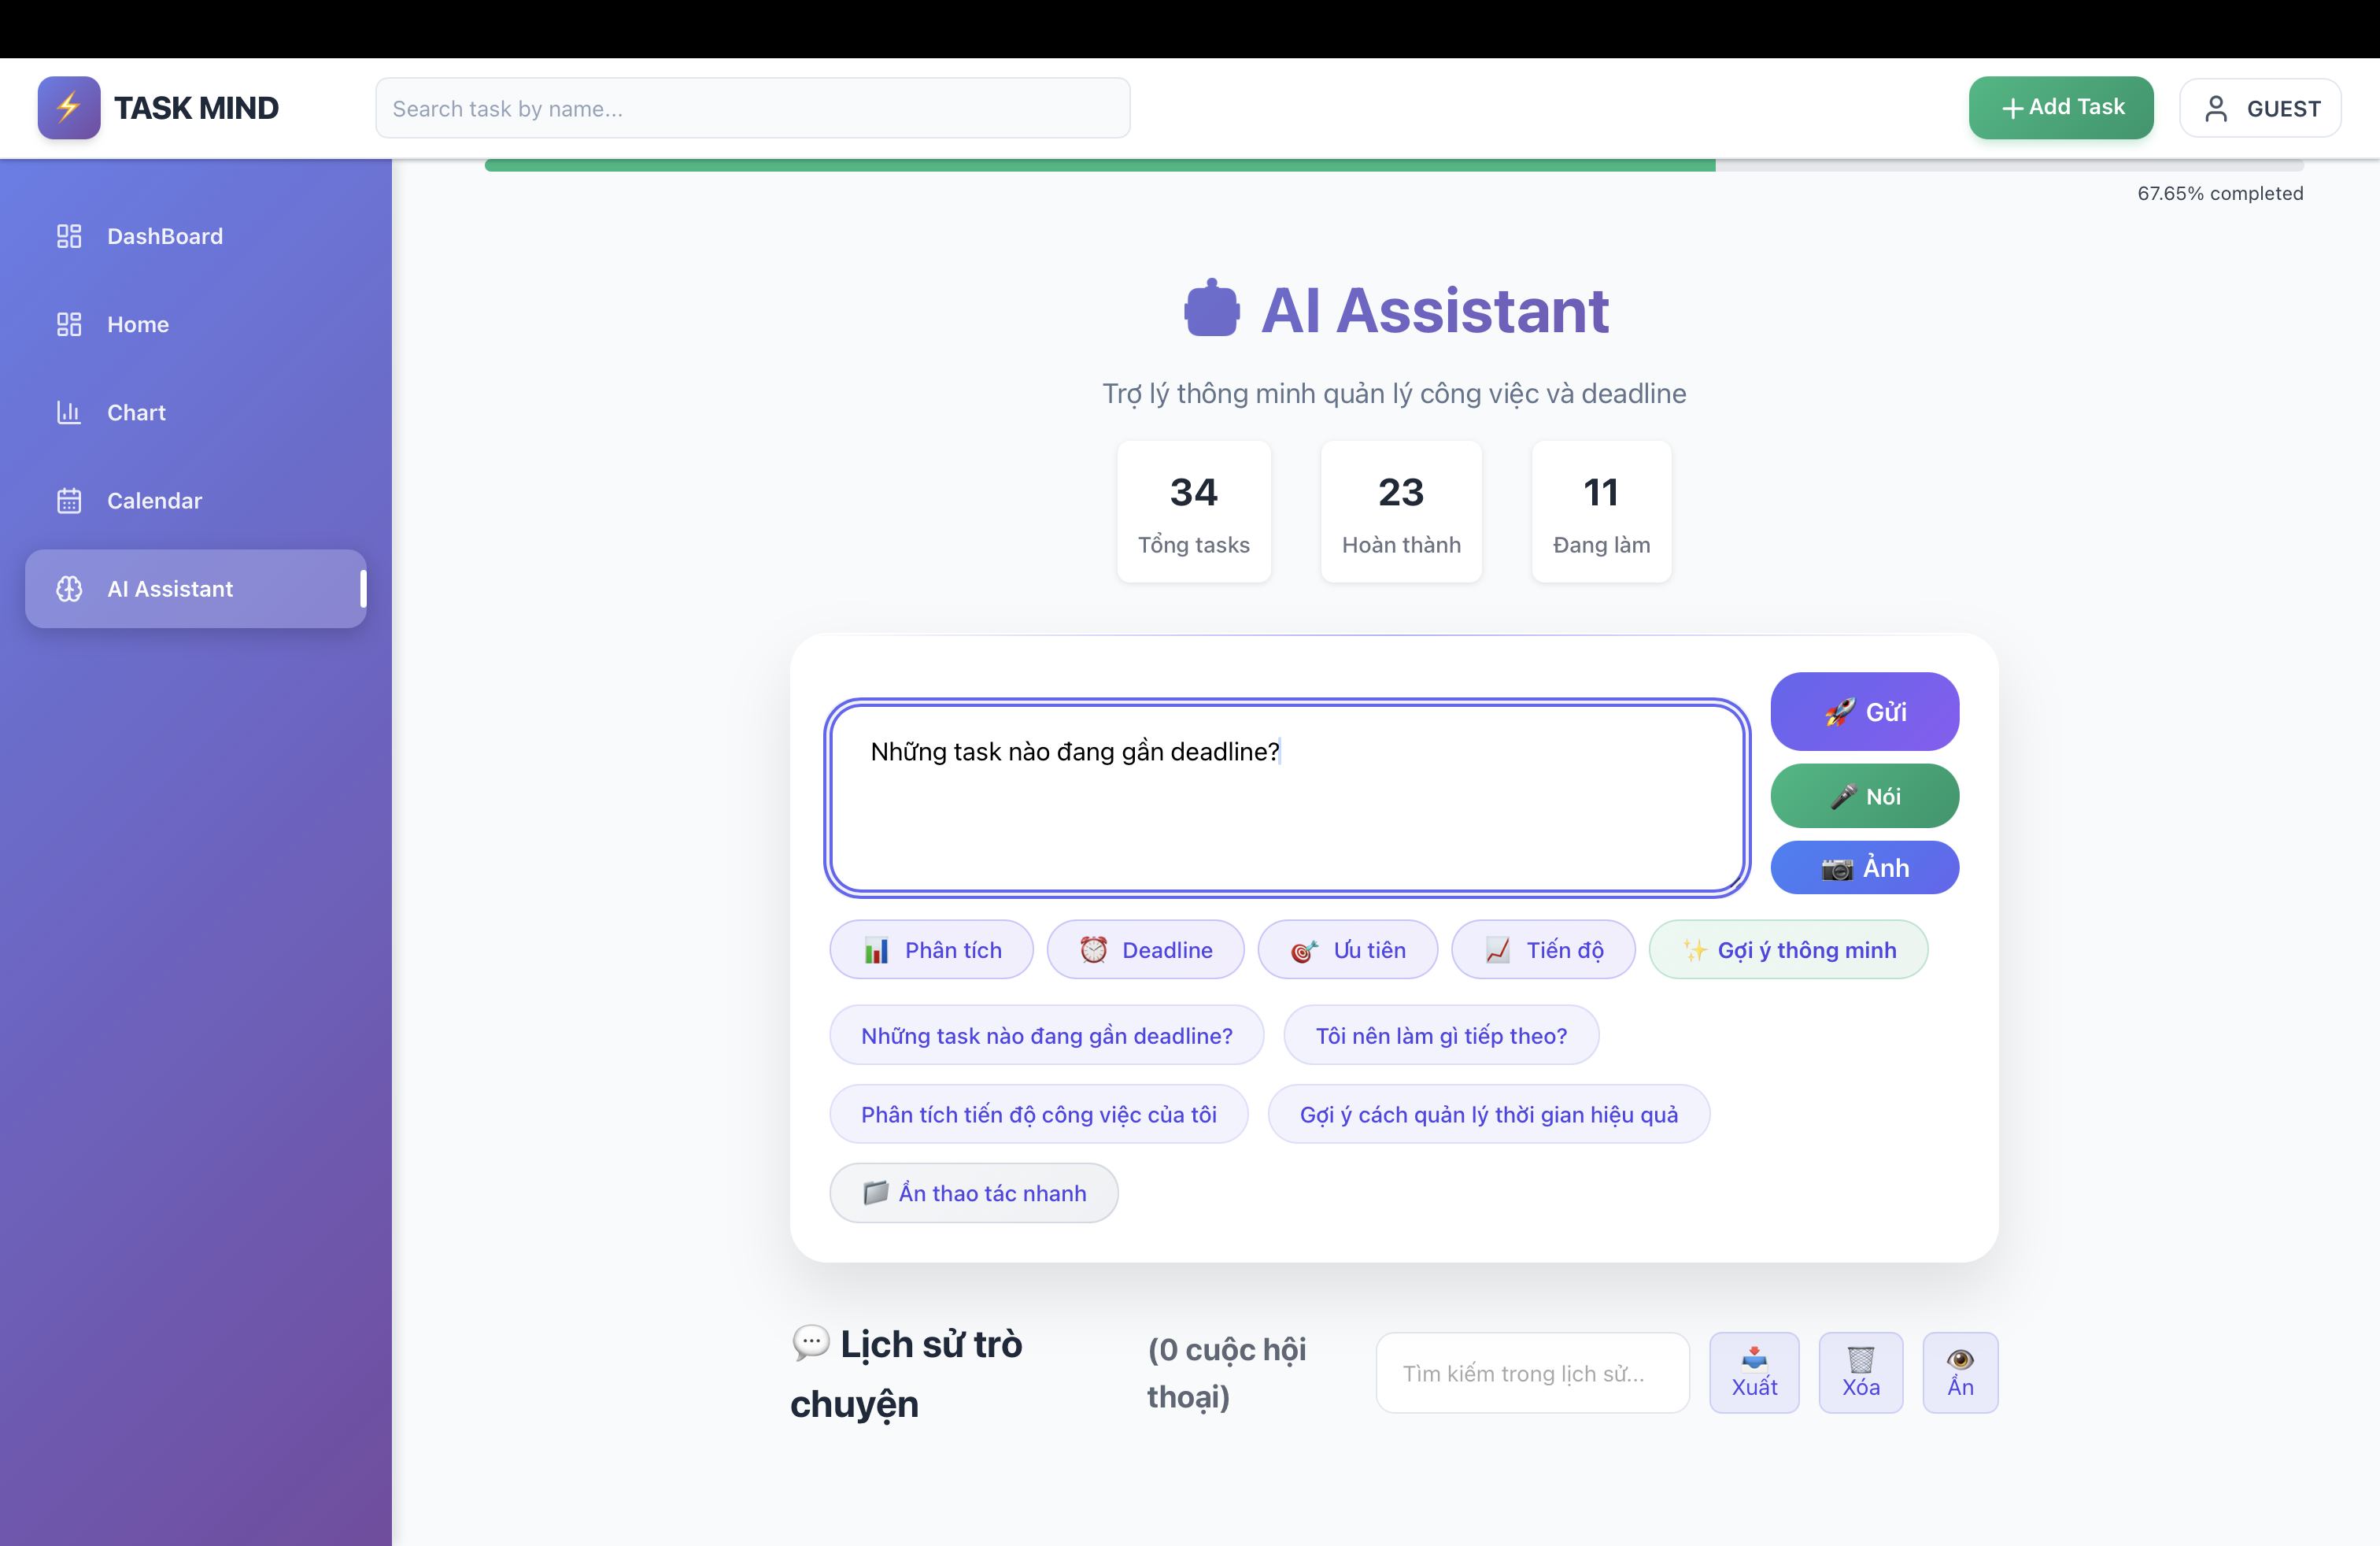 TASK MIND
Search task by name...
+ Add Task
GUEST
67.65% completed
DashBoard
Home
Chart
Calendar
AI Assistant
AI Assistant
Trợ lý thông minh quản lý công việc và deadline
34
Tổng tasks
23
Hoàn thành
11
Đang làm
Những task nào đang gần deadline?
🚀 Gửi
🎤 Nói
📷 Ảnh
📊 Phân tích
⏰ Deadline
🎯 Ưu tiên
📈 Tiến độ
✨ Gợi ý thông minh
Những task nào đang gần deadline?
Tôi nên làm gì tiếp theo?
Phân tích tiến độ công việc của tôi
Gợi ý cách quản lý thời gian hiệu quả
📁 Ẩn thao tác nhanh
💬 Lịch sử trò
chuyện
(0 cuộc hội
thoại)
Tìm kiếm trong lịch sử...
📥
Xuất
🗑️
Xóa
👁️
Ẩn